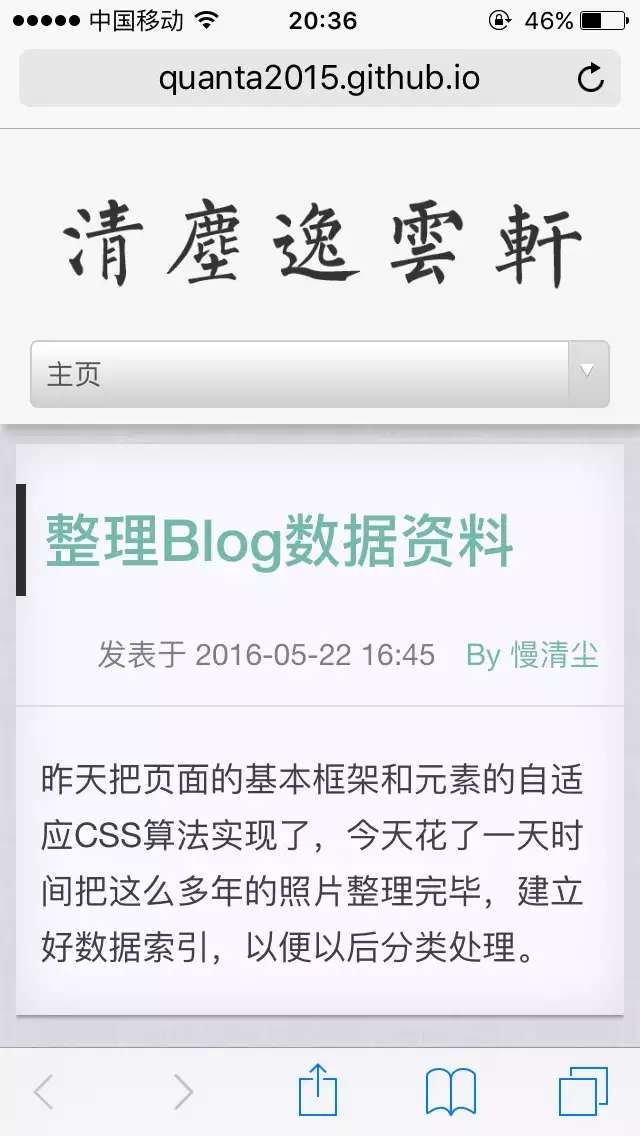 中国移动 20:36 46%
quanta2015.github.io
清塵逸雲軒
主页
整理Blog数据资料
发表于 2016-05-22 16:45 By 慢清尘
昨天把页面的基本框架和元素的自适
应CSS算法实现了，今天花了一天时
间把这么多年的照片整理完毕，建立
好数据索引，以便以后分类处理。